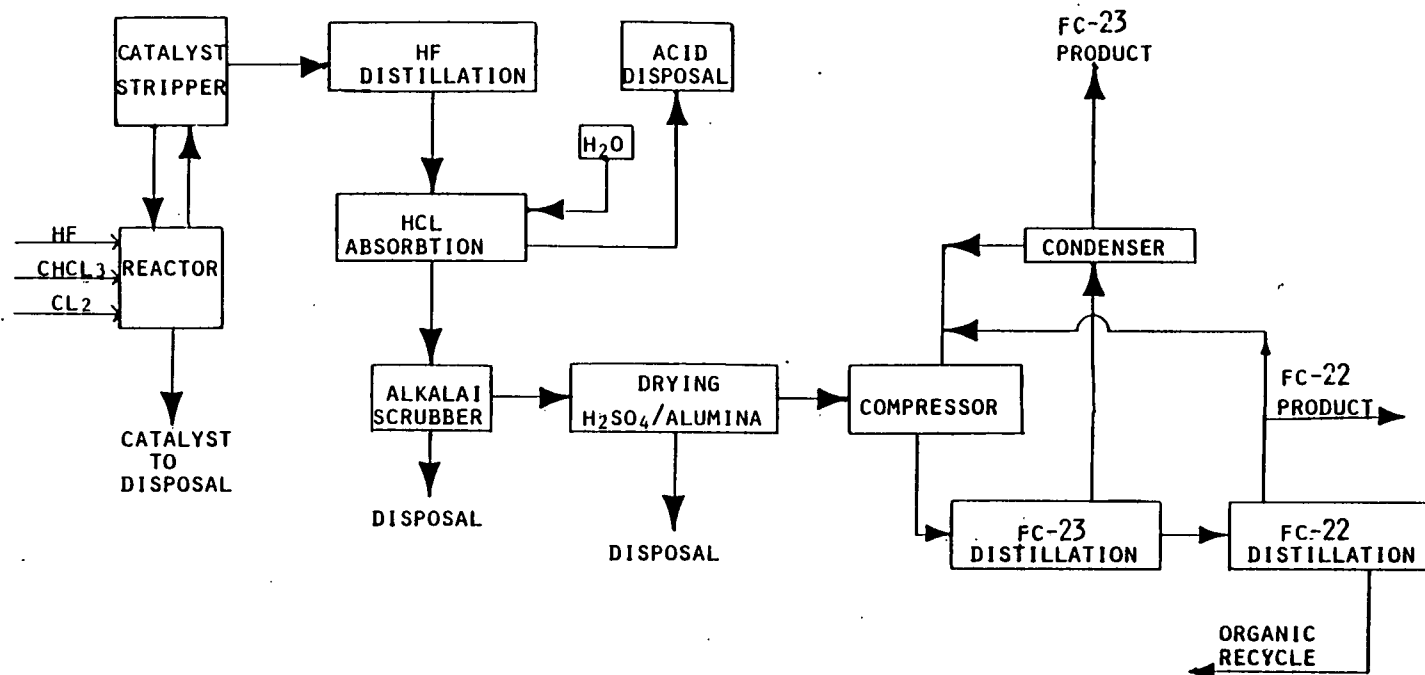 CATALYST
STRIPPER
HF
DISTILLATION
ACID
DISPOSAL
FC-23
PRODUCT
H₂O
HCL
ABSORBTION
HF
CHCL₃
CL₂
REACTOR
CONDENSER
CATALYST
TO
DISPOSAL
ALKALAI
SCRUBBER
DISPOSAL
DRYING
H₂SO₄/ALUMINA
DISPOSAL
COMPRESSOR
FC-22
PRODUCT
FC-23
DISTILLATION
FC-22
DISTILLATION
ORGANIC
RECYCLE